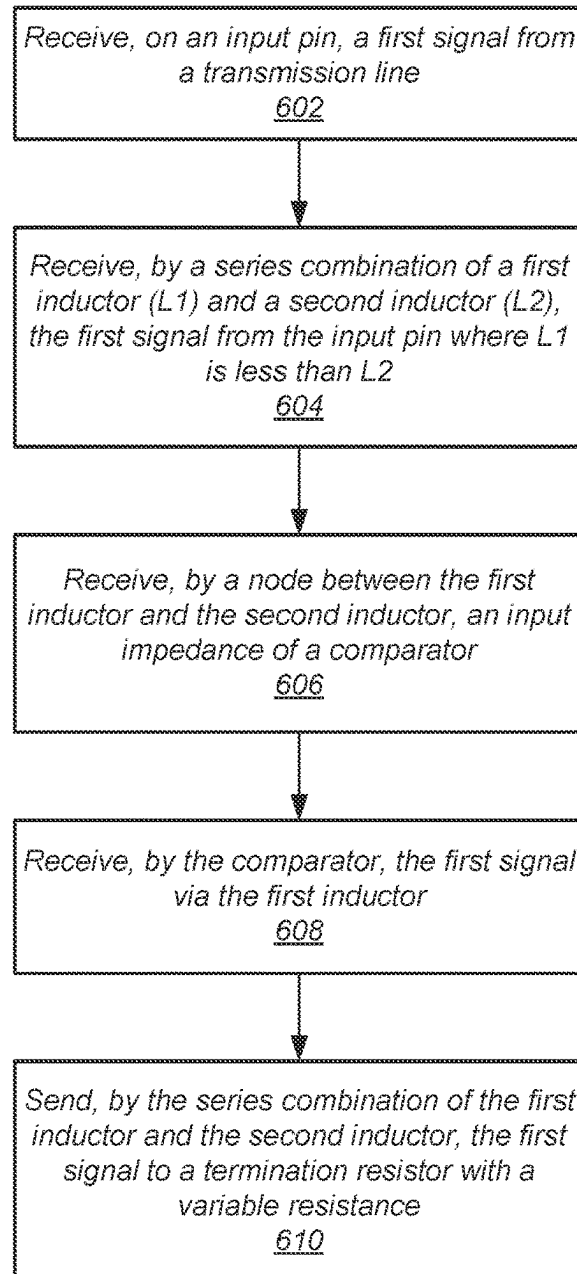 Receive, on an input pin, a first signal from
a transmission line
602
Receive, by a series combination of a first
inductor (L1) and a second inductor (L2),
the first signal from the input pin where L1
is less than L2
604
Receive, by a node between the first
inductor and the second inductor, an input
impedance of a comparator
606
Receive, by the comparator, the first signal
via the first inductor
608
Send, by the series combination of the first
inductor and the second inductor, the first
signal to a termination resistor with a
variable resistance
610